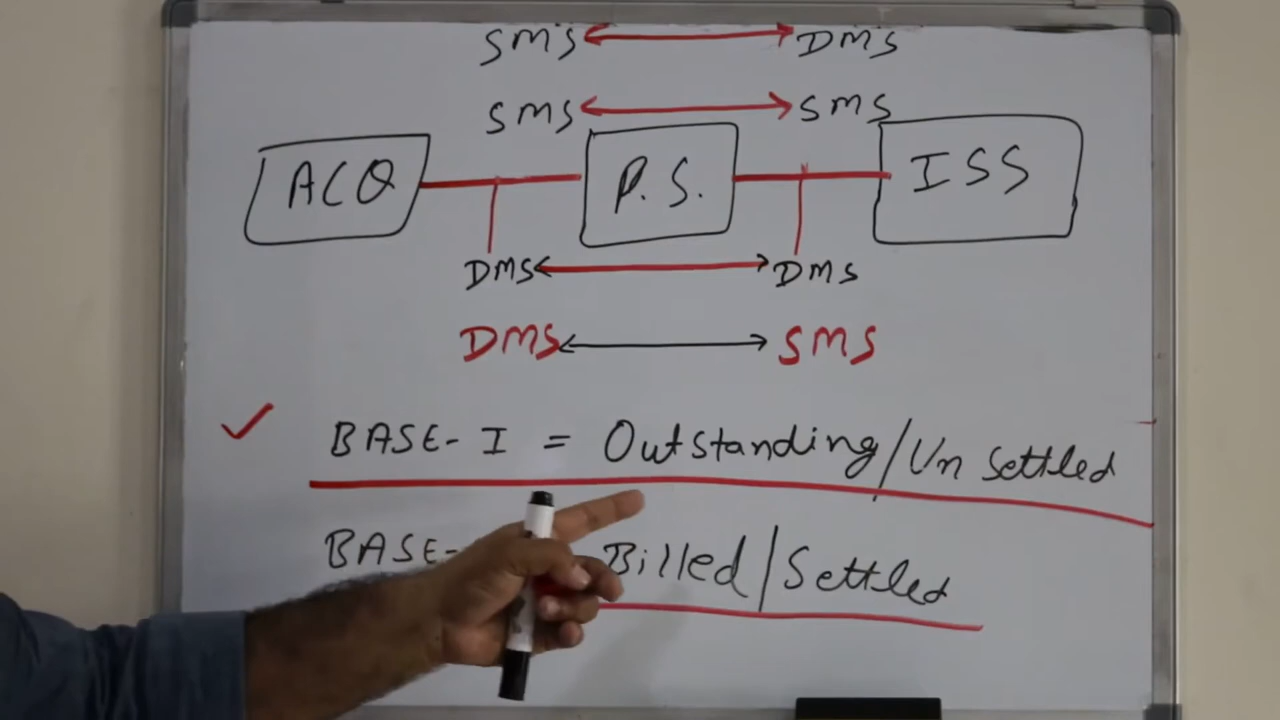 SMS DMS
SMS SMS
ACQ P.S. ISS
DMS DMS
DMS SMS
BASE-I = Outstanding/Un settled
BASE- Billed/Settled